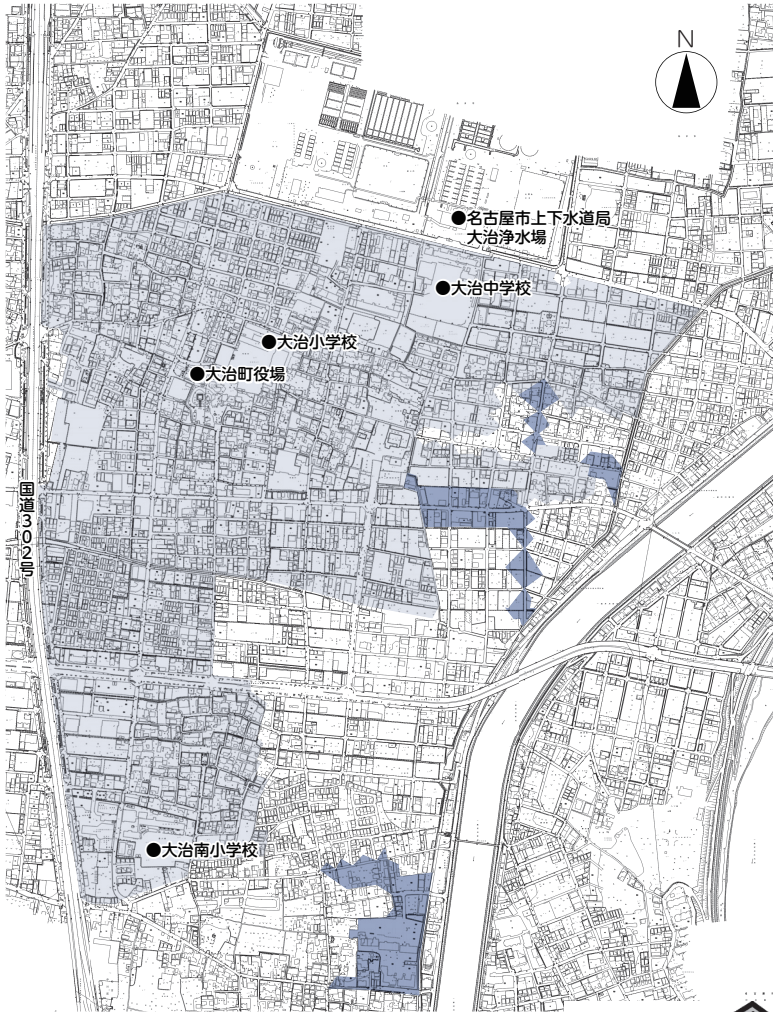 N
●名古屋市上下水道局
大治浄水場
●大治中学校
●大治小学校
●大治町役場
国道302号
●大治南小学校